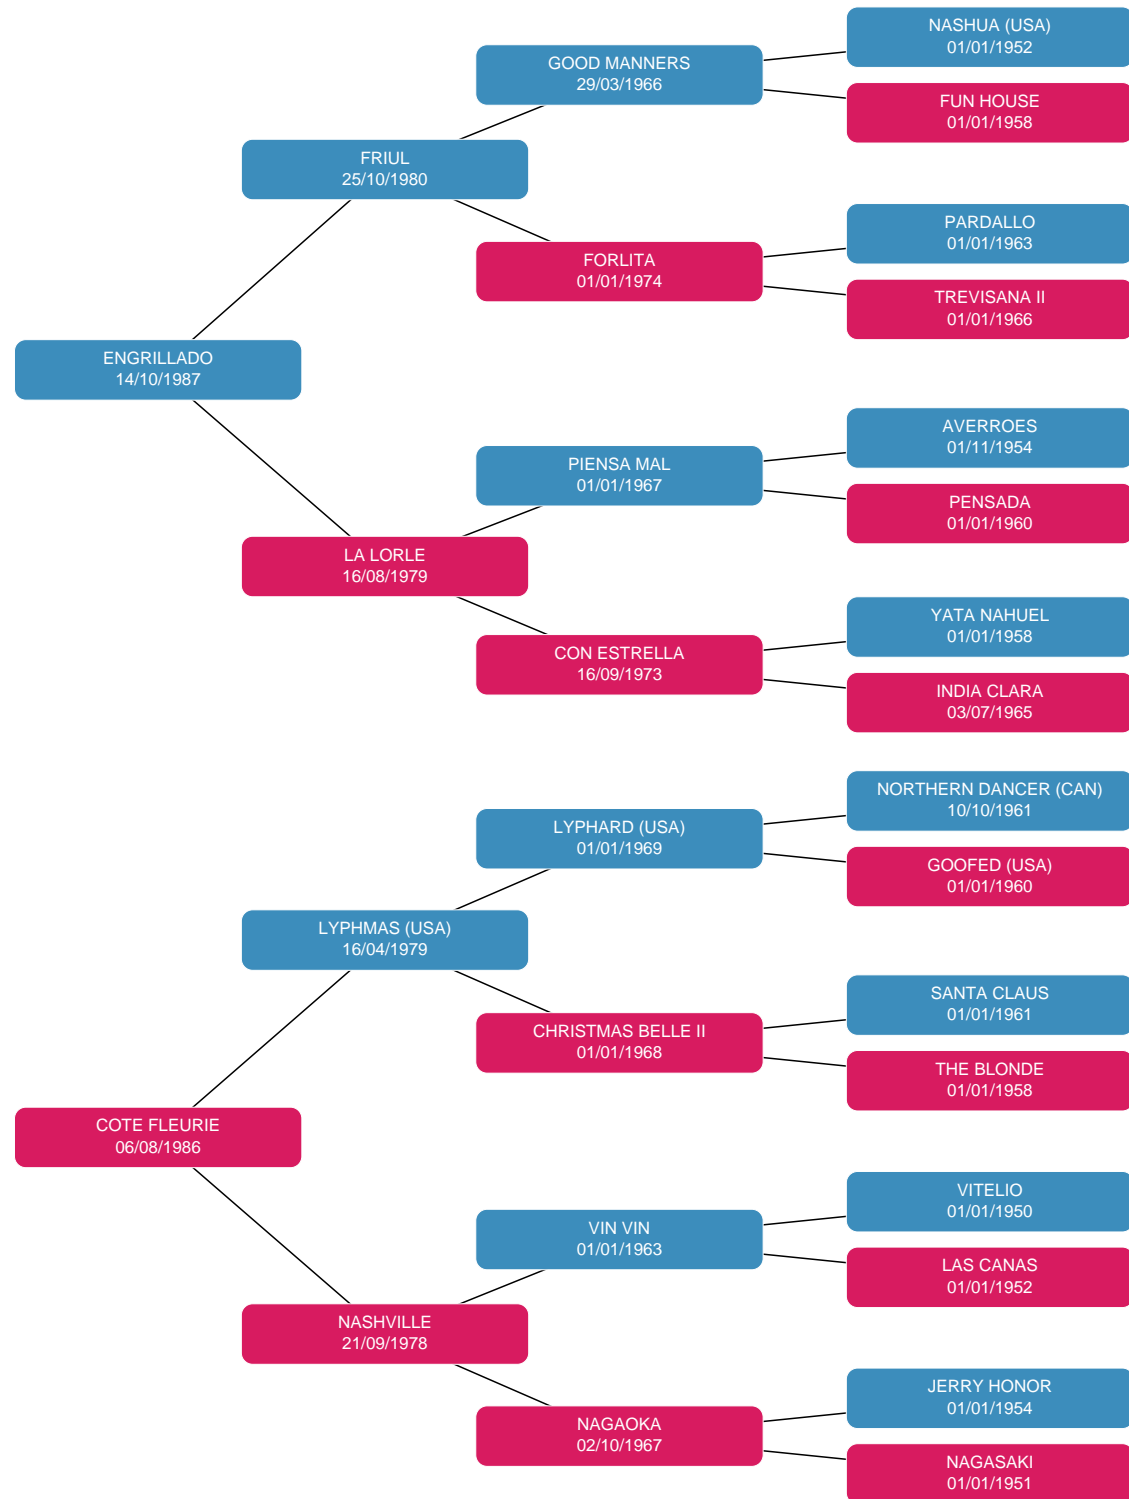 NASHUA (USA)
01/01/1952
GOOD MANNERS
29/03/1966
FUN HOUSE
01/01/1958
FRIUL
25/10/1980
PARDALLO
01/01/1963
FORLITA
01/01/1974
TREVISANA II
01/01/1966
ENGRILLADO
14/10/1987
AVERROES
01/11/1954
PIENSA MAL
01/01/1967
PENSADA
01/01/1960
LA LORLE
16/08/1979
YATA NAHUEL
01/01/1958
CON ESTRELLA
16/09/1973
INDIA CLARA
03/07/1965
NORTHERN DANCER (CAN)
10/10/1961
LYPHARD (USA)
01/01/1969
GOOFED (USA)
01/01/1960
LYPHMAS (USA)
16/04/1979
SANTA CLAUS
01/01/1961
CHRISTMAS BELLE II
01/01/1968
THE BLONDE
01/01/1958
COTE FLEURIE
06/08/1986
VITELIO
01/01/1950
VIN VIN
01/01/1963
LAS CANAS
01/01/1952
NASHVILLE
21/09/1978
JERRY HONOR
01/01/1954
NAGAOKA
02/10/1967
NAGASAKI
01/01/1951